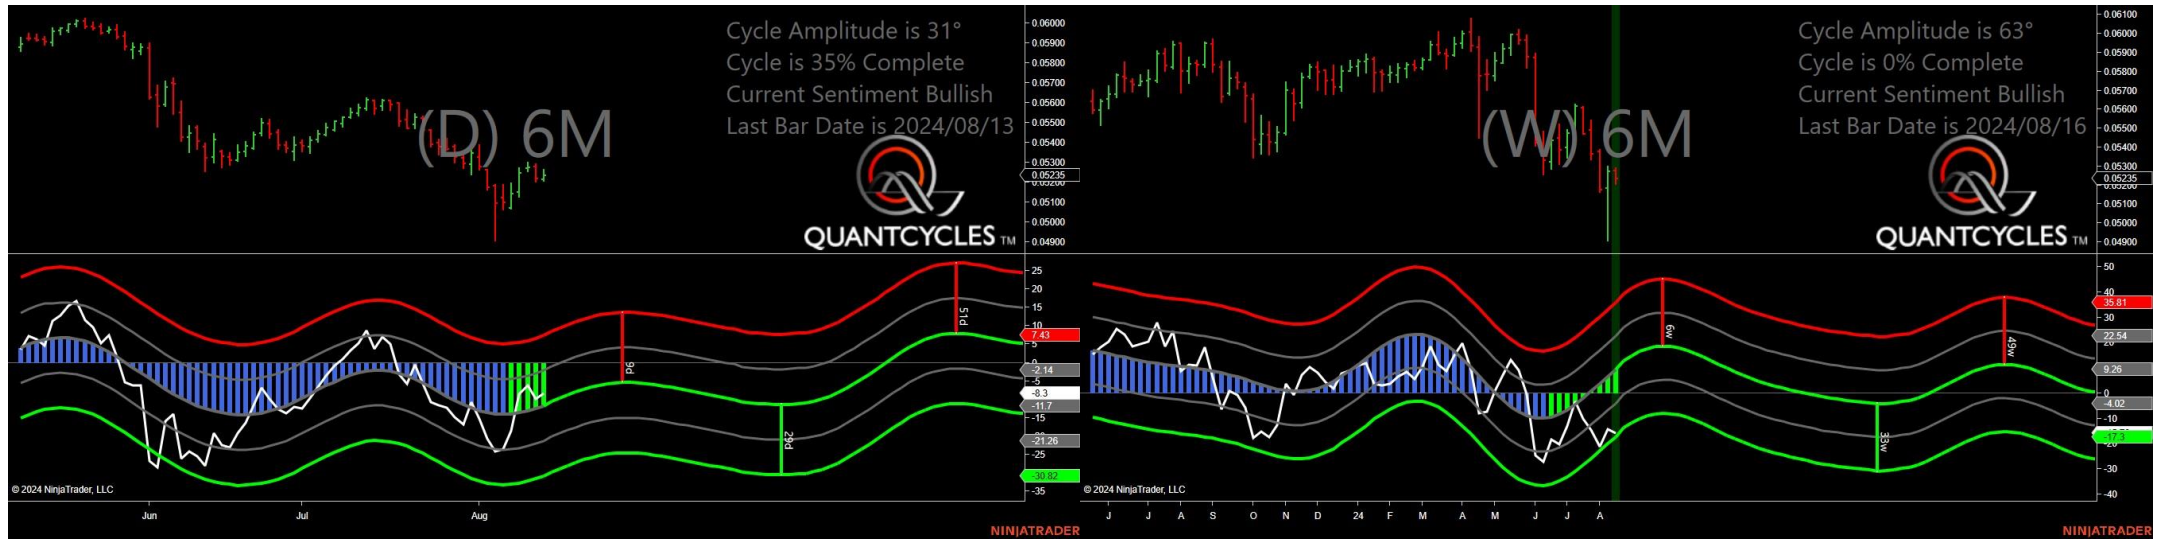 Cycle Amplitude is 31°
Cycle is 35% Complete
Current Sentiment Bullish
Last Bar Date is 2024/08/13
(D) 6M
QUANTCYCLES TM
0.06000
0.05900
0.05800
0.05700
0.05600
0.05500
0.05400
0.05300
0.05235
0.05200
0.05100
0.05000
0.04900
25
20
15
10
7.43
5
0
-2.14
-5
-8.3
-11.7
-15
-21.26
-25
-30.82
-35
9d
29d
51d
© 2024 NinjaTrader, LLC
Jun
Jul
Aug
NINJATRADER
Cycle Amplitude is 63°
Cycle is 0% Complete
Current Sentiment Bullish
Last Bar Date is 2024/08/16
(W) 6M
QUANTCYCLES TM
0.06100
0.06000
0.05900
0.05800
0.05700
0.05600
0.05500
0.05400
0.05300
0.05235
0.05200
0.05100
0.05000
0.04900
50
40
35.81
30
22.54
20
9.26
0
-4.02
-10
-17.3
-20
-30
-40
6w
33w
49w
© 2024 NinjaTrader, LLC
J
J
A
S
O
N
D
24
F
M
A
M
J
J
A
NINJATRADER